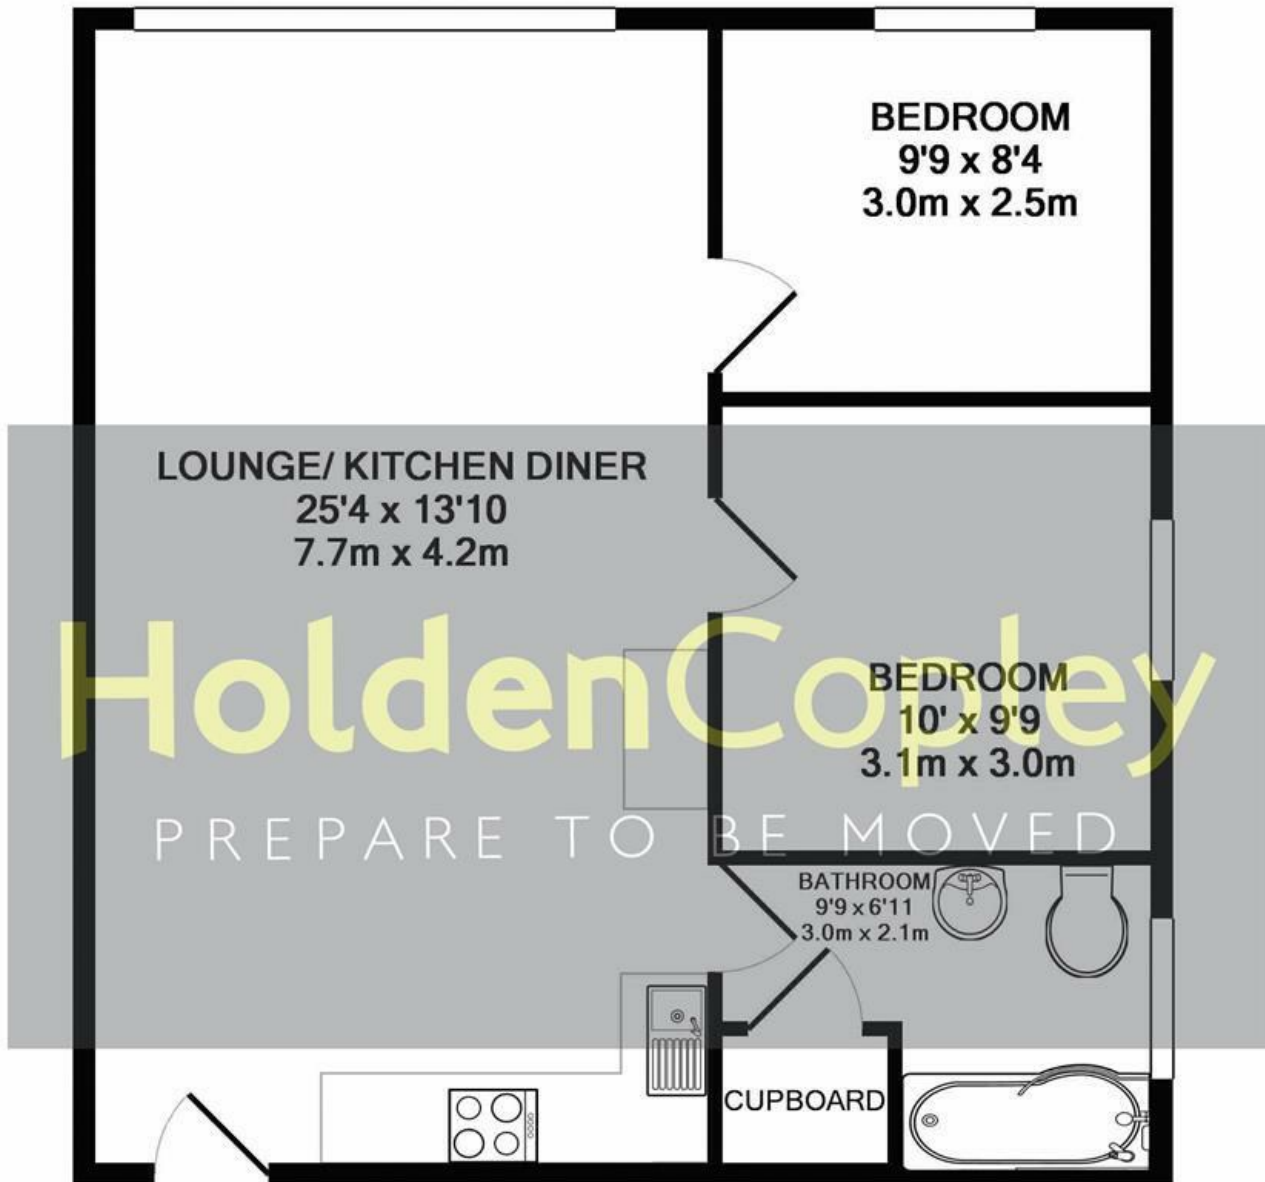 BEDROOM
9'9 x 8'4
3.0m x 2.5m
LOUNGE/ KITCHEN DINER
25'4 x 13'10
7.7m x 4.2m
HoldenCopley
PREPARE TO BE MOVED
BEDROOM
10' x 9'9
3.1m x 3.0m
BATHROOM
9'9 x 6'11
3.0m x 2.1m
CUPBOARD